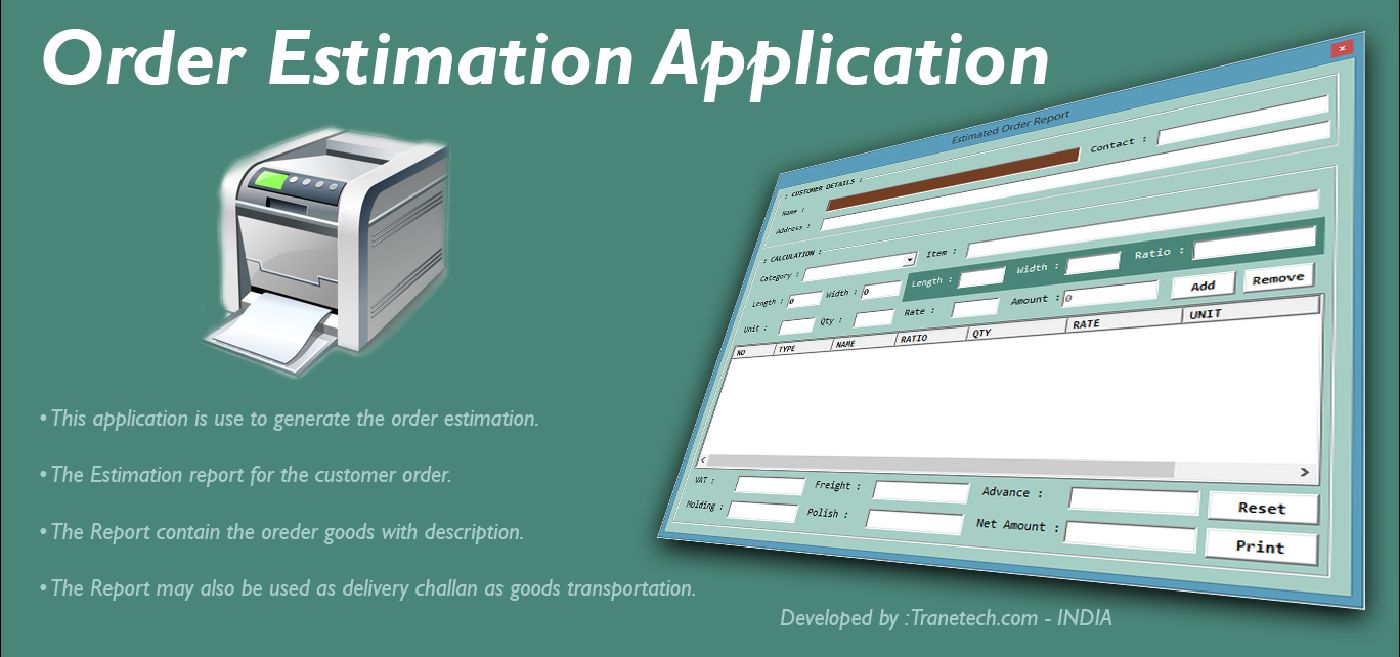 Order Estimation Application
• This application is use to generate the order estimation.
• The Estimation report for the customer order.
• The Report contain the oreder goods with description.
• The Report may also be used as delivery challan as goods transportation.
Developed by : Tranetech.com - INDIA
Estimated Order Report
: CUSTOMER DETAILS :
Name :
Contact :
Address :
: CALCULATION :
Category :
Item :
Length : 0
Width : 0
Length :
Width :
Ratio :
Unit :
Qty :
Rate :
Amount : 0
Add
Remove
NO TYPE NAME RATIO QTY RATE UNIT
VAT :
Freight :
Advance :
Reset
Molding :
Polish :
Net Amount :
Print